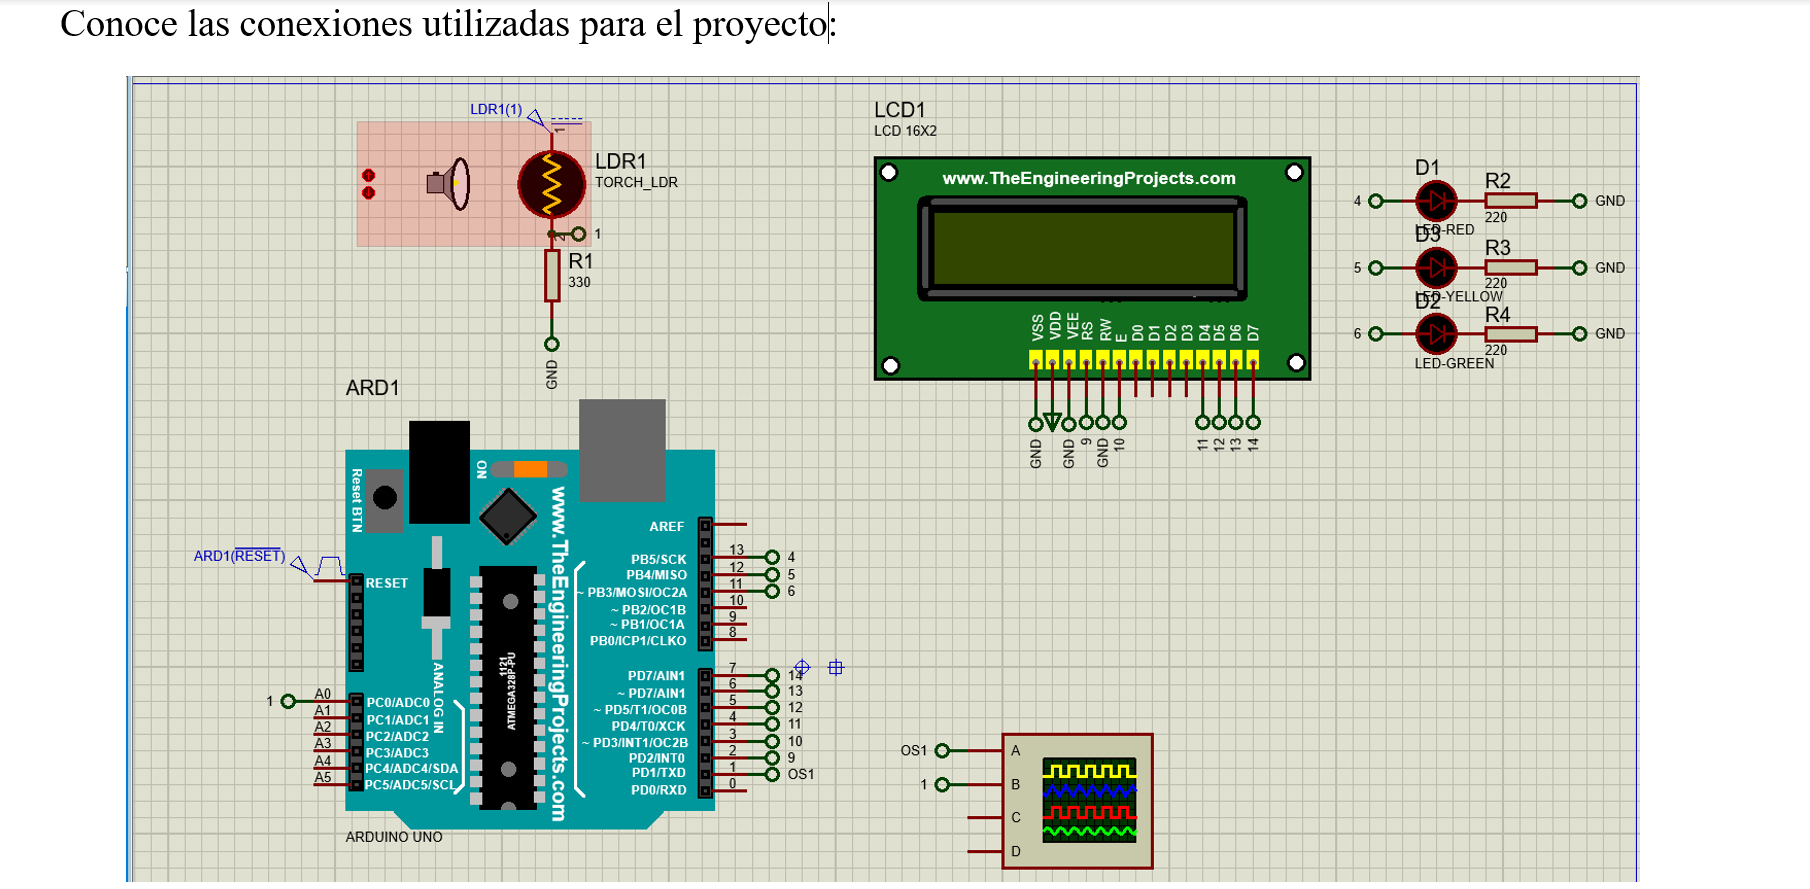 Conoce las conexiones utilizadas para el proyecto:
LDR1(1)
1
LDR1
TORCH_LDR
2
1
R1
330
GND
LCD1
LCD 16X2
www.TheEngineeringProjects.com
VSS VDD VEE RS RW E D0 D1 D2 D3 D4 D5 D6 D7
GND GND 9 GND 10 11 12 13 14
D1
4 R2 GND
220
LED-RED
D3
5 R3 GND
220
LED-YELLOW
D2
6 R4 GND
220
LED-GREEN
ARD1
Reset BTN
ON
www.TheEngineeringProjects.com
ARD1(RESET)
RESET
ANALOG IN
1121
ATMEGA328P-PU
AREF
PB5/SCK 13 4
PB4/MISO 12 5
~ PB3/MOSI/OC2A 11 6
~ PB2/OC1B 10
~ PB1/OC1A 9
PB0/ICP1/CLKO 8
PD7/AIN1 7 14
~ PD7/AIN1 6 13
~ PD5/T1/OC0B 5 12
PD4/T0/XCK 4 11
~ PD3/INT1/OC2B 3 10
PD2/INT0 2 9
PD1/TXD 1 OS1
PD0/RXD 0
1 A0 PC0/ADC0
A1 PC1/ADC1
A2 PC2/ADC2
A3 PC3/ADC3
A4 PC4/ADC4/SDA
A5 PC5/ADC5/SCL
ARDUINO UNO
OS1 A
1 B
C
D